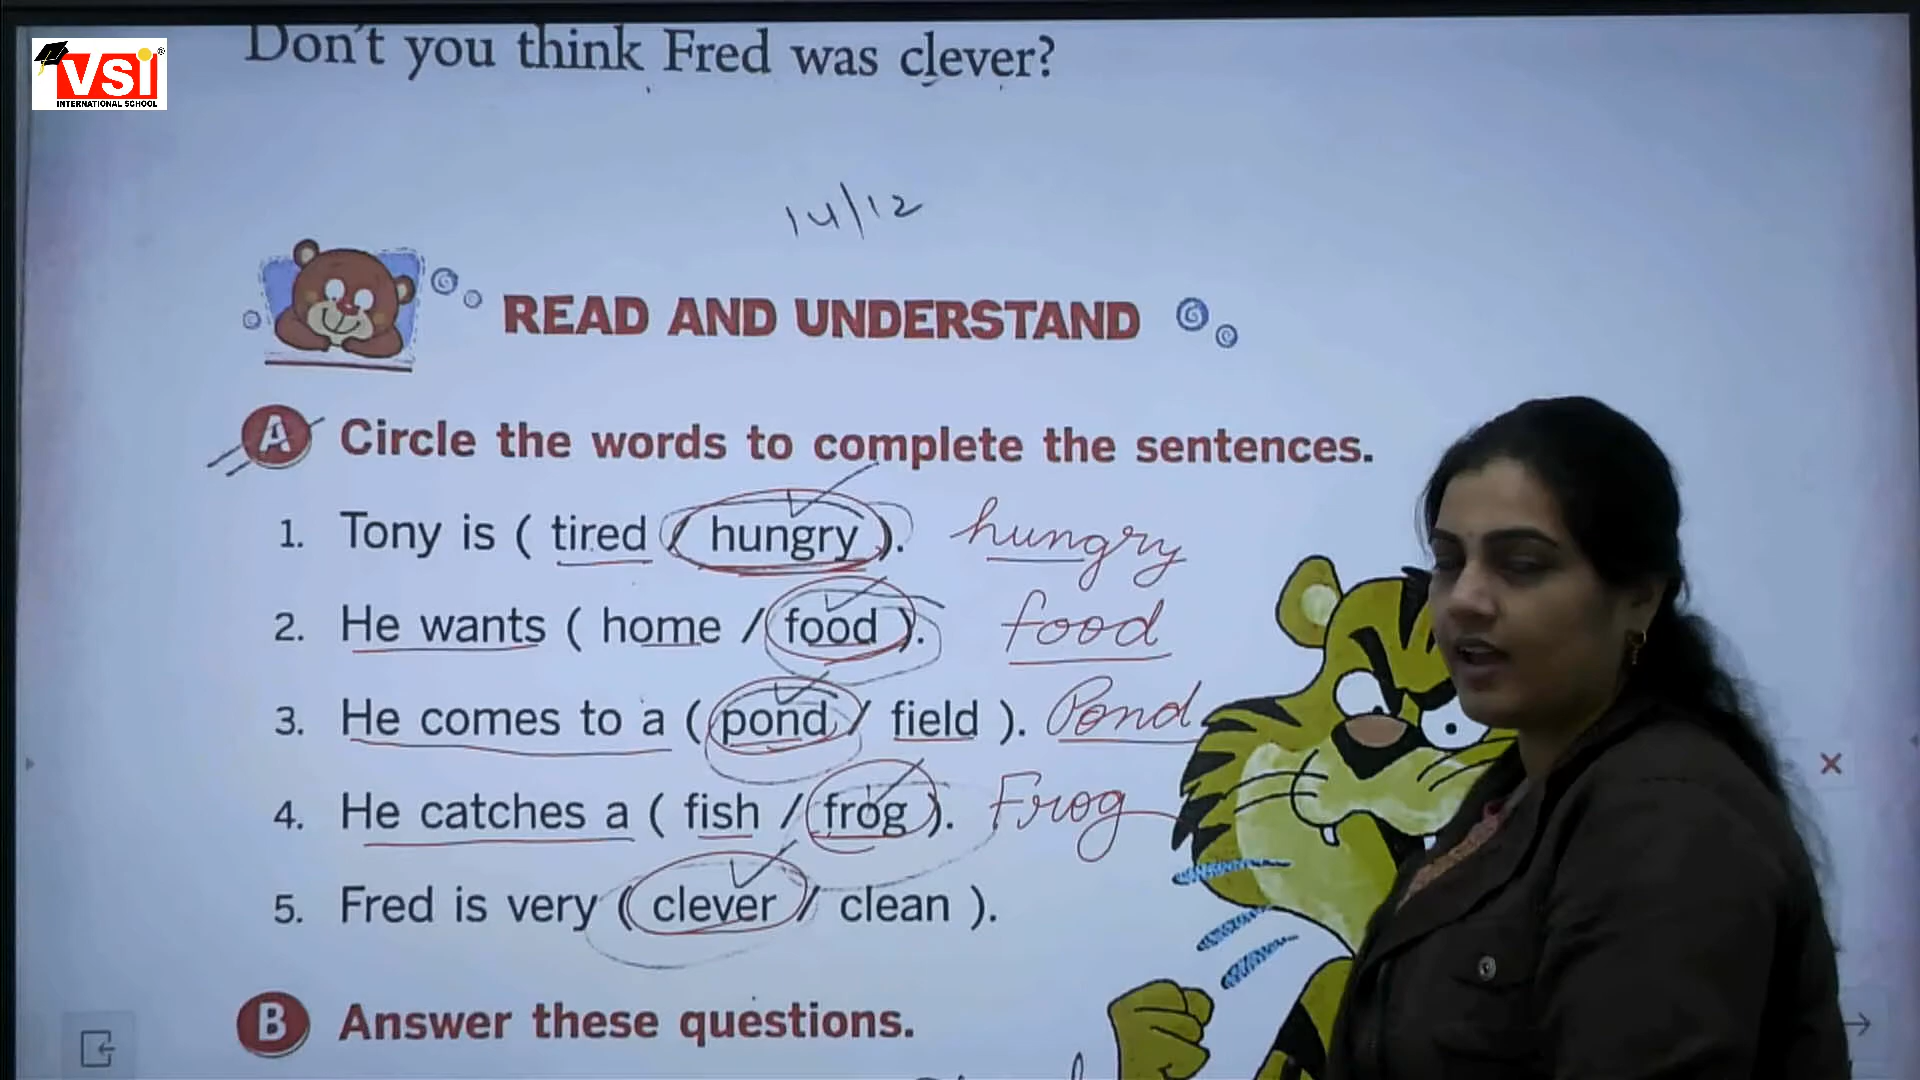 VSI
INTERNATIONAL SCHOOL
Don't you think Fred was clever?
14/12
READ AND UNDERSTAND
A Circle the words to complete the sentences.
1. Tony is ( tired / hungry ). hungry
2. He wants ( home / food ). food
3. He comes to a ( pond / field ). Pond
4. He catches a ( fish / frog ). Frog
5. Fred is very ( clever / clean ).
B Answer these questions.